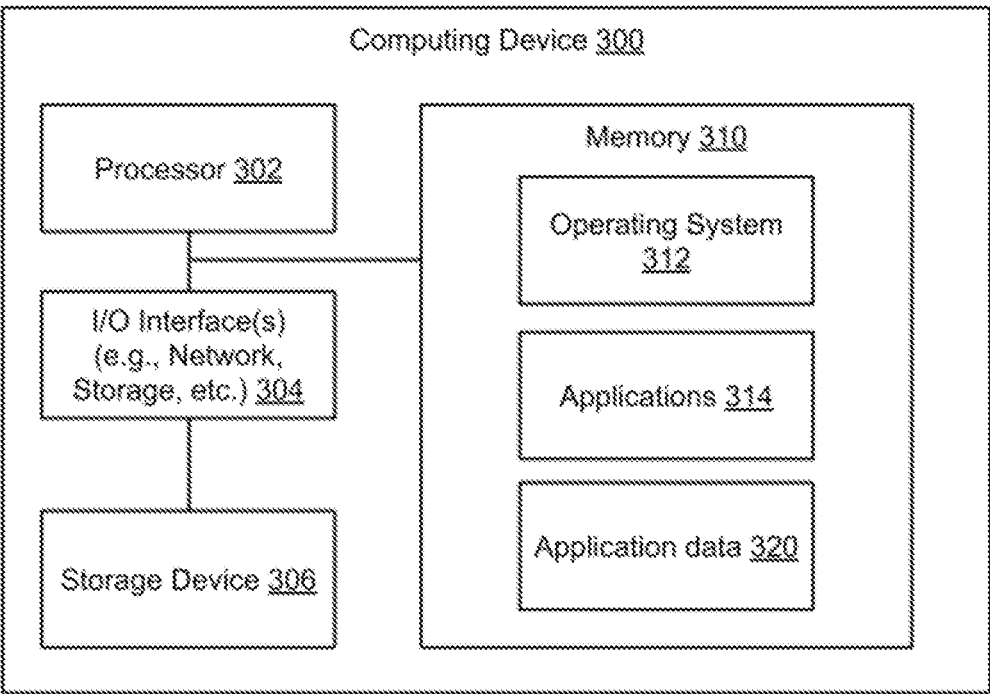 Computing Device 300
Processor 302
I/O Interface(s)
(e.g., Network,
Storage, etc.) 304
Storage Device 306
Memory 310
Operating System
312
Applications 314
Application data 320